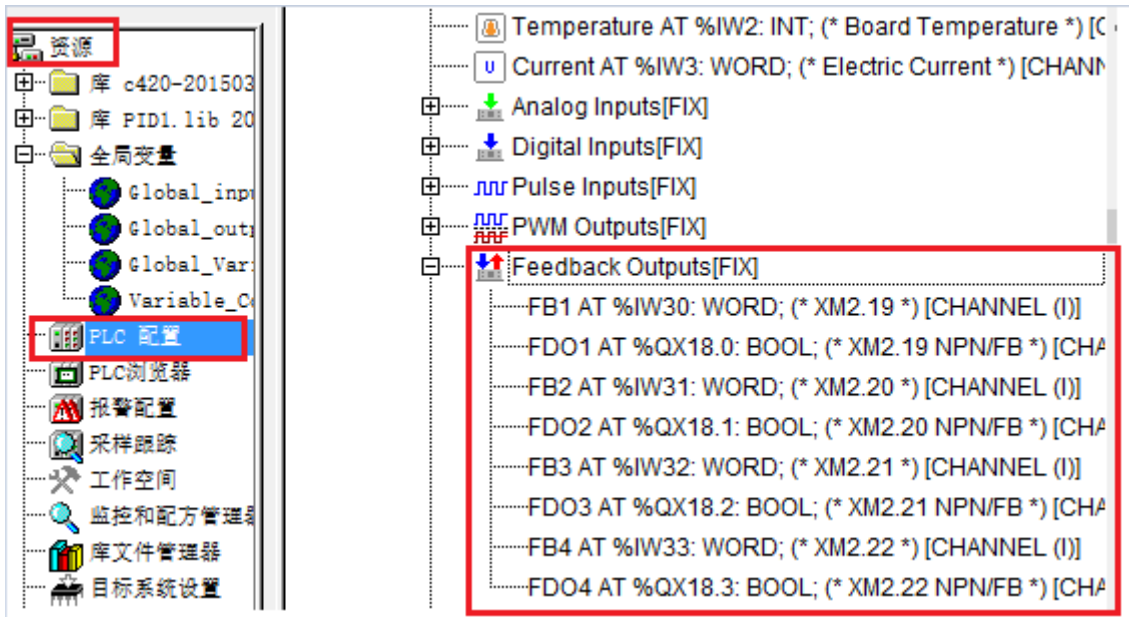 资源
库 c420-201503
库 PID1.lib 20
全局变量
Global_inp
Global_out
Global_Var
Variable_Co
PLC 配置
PLC浏览器
报警配置
采样跟踪
工作空间
监控和配方管理器
库文件管理器
目标系统设置
Temperature AT %IW2: INT; (* Board Temperature *) [C
Current AT %IW3: WORD; (* Electric Current *) [CHANN
Analog Inputs[FIX]
Digital Inputs[FIX]
Pulse Inputs[FIX]
PWM Outputs[FIX]
Feedback Outputs[FIX]
FB1 AT %IW30: WORD; (* XM2.19 *) [CHANNEL (I)]
FDO1 AT %QX18.0: BOOL; (* XM2.19 NPN/FB *) [CHA
FB2 AT %IW31: WORD; (* XM2.20 *) [CHANNEL (I)]
FDO2 AT %QX18.1: BOOL; (* XM2.20 NPN/FB *) [CHA
FB3 AT %IW32: WORD; (* XM2.21 *) [CHANNEL (I)]
FDO3 AT %QX18.2: BOOL; (* XM2.21 NPN/FB *) [CHA
FB4 AT %IW33: WORD; (* XM2.22 *) [CHANNEL (I)]
FDO4 AT %QX18.3: BOOL; (* XM2.22 NPN/FB *) [CHA